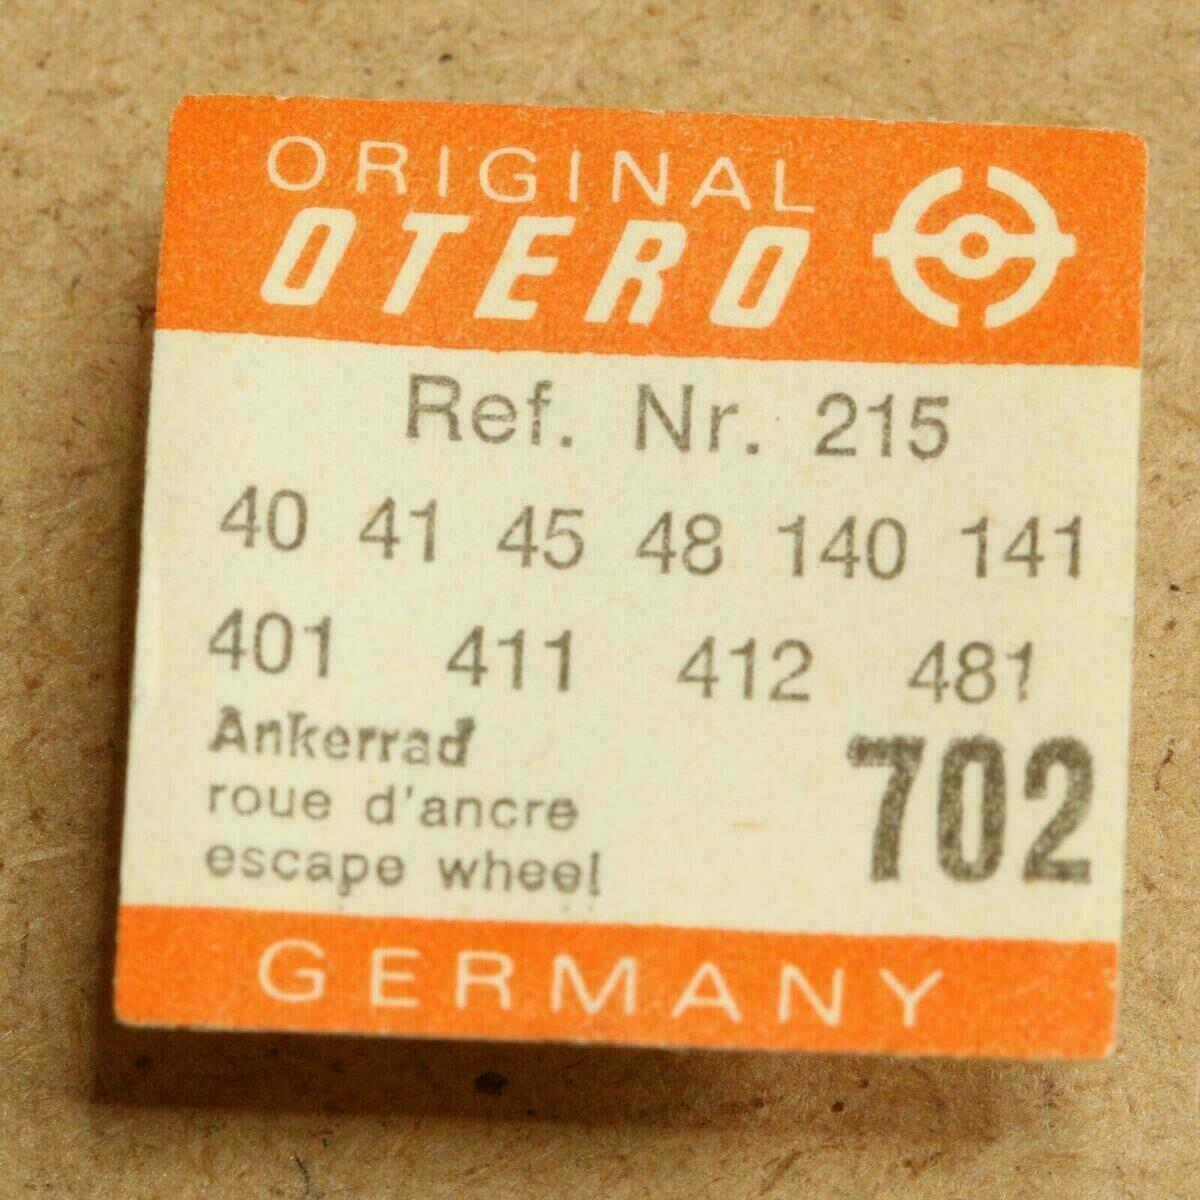 ORIGINAL
OTERO
Ref. Nr. 215
40 41 45 48 140 141
401 411 412 481
Ankerrad
roue d'ancre
escape wheel
702
GERMANY